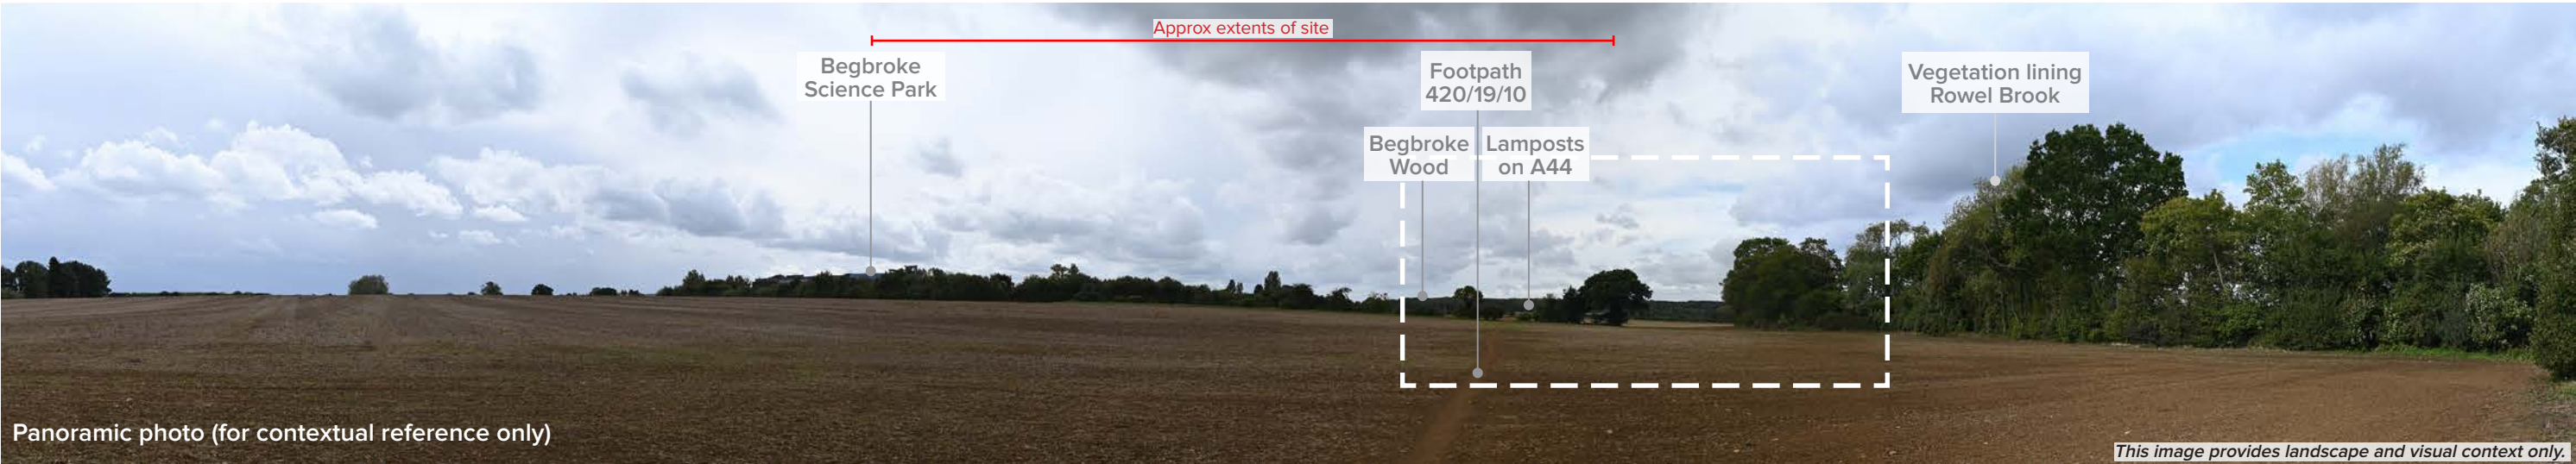 Approx extents of site
Begbroke
Science Park
Footpath
420/19/10
Vegetation lining
Rowel Brook
Begbroke
Wood
Lamposts
on A44
Panoramic photo (for contextual reference only)
This image provides landscape and visual context only.